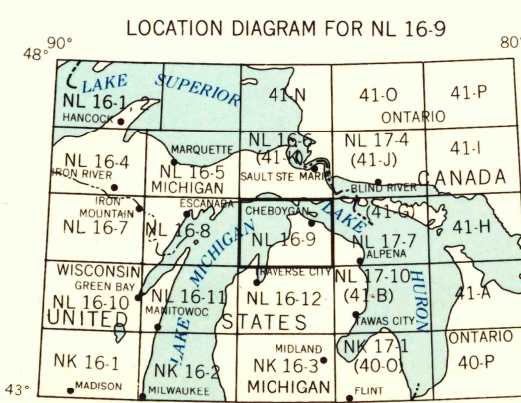 LOCATION DIAGRAM FOR NL 16-9
90°
80°
48°
LAKE SUPERIOR
NL 16-1
HANCOCK
41-N
41-O
41-P
ONTARIO
NL 16-4
IRON RIVER
MARQUETTE
NL 16-5
MICHIGAN
NL 16-6
SAULT STE MARIE
NL 17-4
(41-J)
41-I
CANADA
BLIND RIVER
IRON
MOUNTAIN
NL 16-7
ESCANABA
NL 16-8
CHEBOYGAN
NL 16-9
LAKE HURON
(41-G)
NL 17-7
ALPENA
41-H
LAKE MICHIGAN
WISCONSIN
GREEN BAY
NL 16-10
NL 16-11
MANITOWOC
TRAVERSE CITY
NL 16-12
NL 17-10
(41-B)
TAWAS CITY
41-A
UNITED STATES
NK 16-1
MADISON
NK 16-2
MILWAUKEE
MIDLAND
NK 16-3
MICHIGAN
NK 17-1
(40-O)
FLINT
ONTARIO
40-P
43°